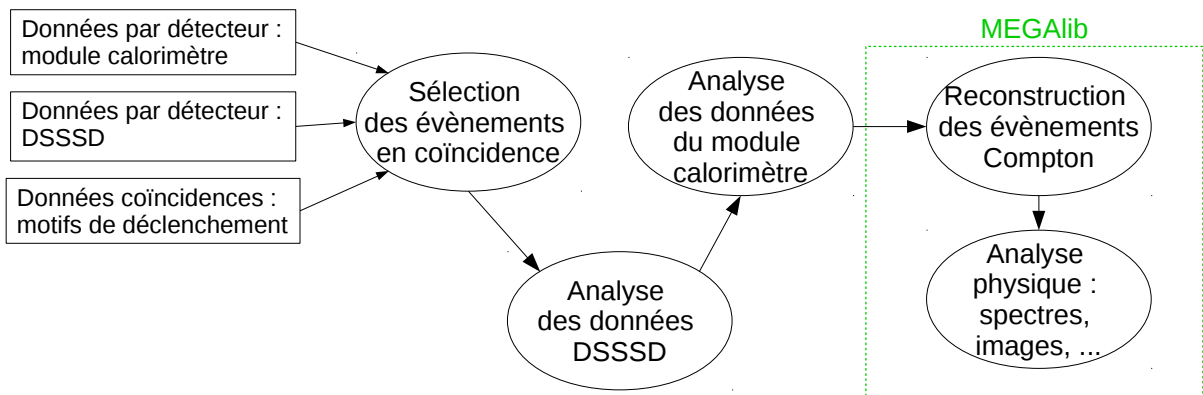 Données par détecteur :
module calorimètre
Données par détecteur :
DSSSD
Données coïncidences :
motifs de déclenchement
Sélection
des évènements
en coïncidence
Analyse
des données
DSSSD
Analyse
des données
du module
calorimètre
MEGAlib
Reconstruction
des évènements
Compton
Analyse
physique :
spectres,
images, ...